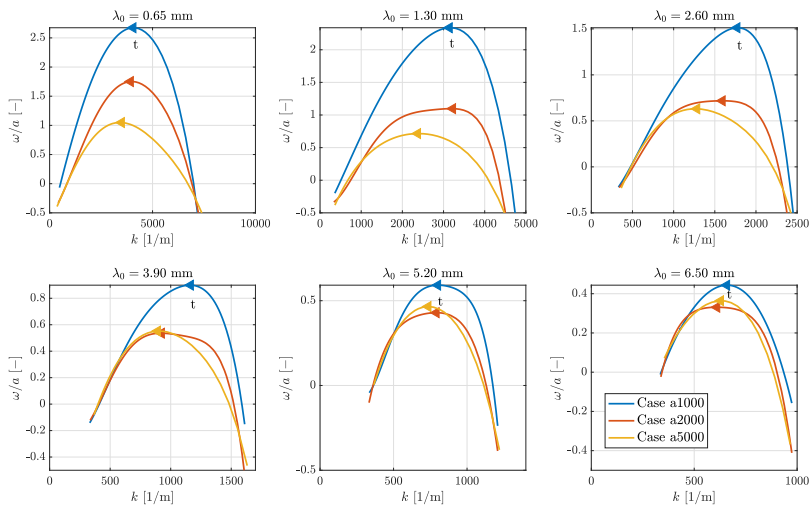 λ₀ = 0.65 mm
λ₀ = 1.30 mm
λ₀ = 2.60 mm
2.5
2
1.5
1
0.5
0
-0.5
ω/a [−]
t
0
5000
10000
k [1/m]
2
1.5
1
0.5
0
-0.5
ω/a [−]
t
0
1000
2000
3000
4000
5000
k [1/m]
1.5
1
0.5
0
-0.5
ω/a [−]
t
0
500
1000
1500
2000
2500
k [1/m]
λ₀ = 3.90 mm
λ₀ = 5.20 mm
λ₀ = 6.50 mm
0.8
0.6
0.4
0.2
0
-0.2
-0.4
ω/a [−]
t
0
500
1000
1500
k [1/m]
0.5
0
-0.5
ω/a [−]
t
0
500
1000
k [1/m]
0.4
0.2
0
-0.2
-0.4
ω/a [−]
t
Case a1000
Case a2000
Case a5000
0
500
1000
k [1/m]